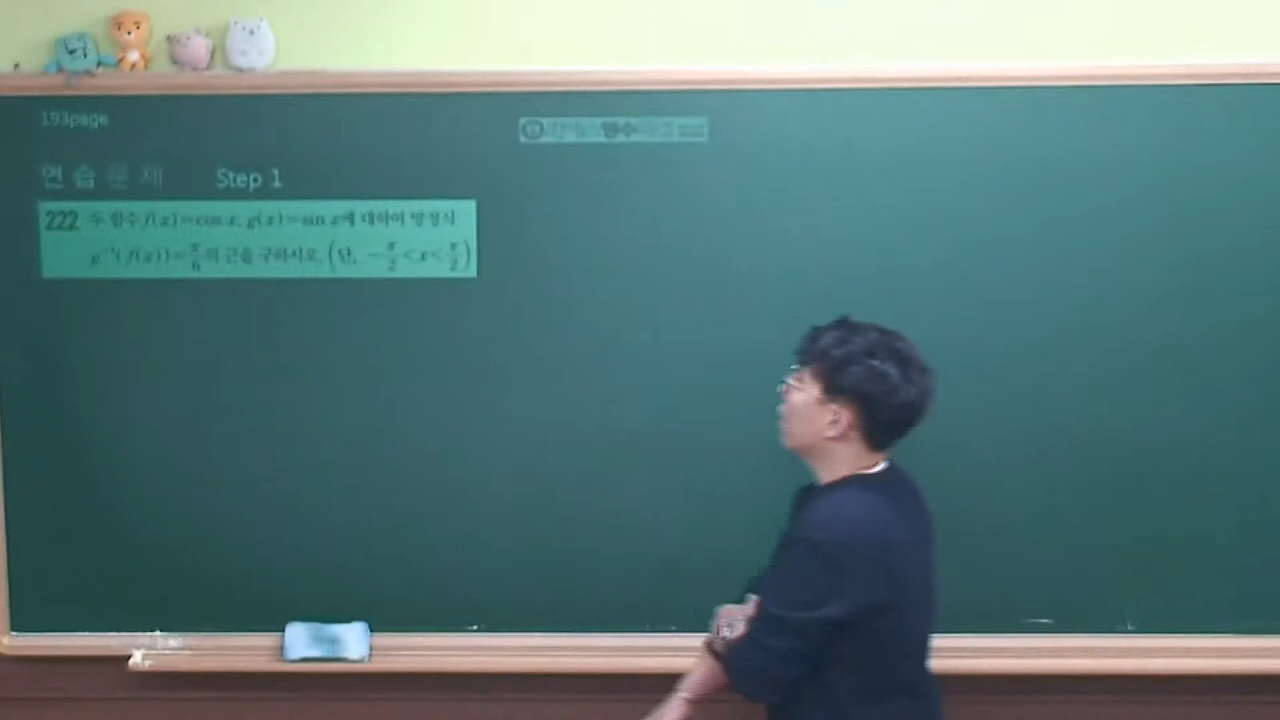 193page
연 습 문 제 Step 1
222 두 함수 f(x)=cos x, g(x)=sin x에 대하여 방정식
g⁻¹(f(x))=π/6의 근을 구하시오. (단, -π/2<x<π/2)